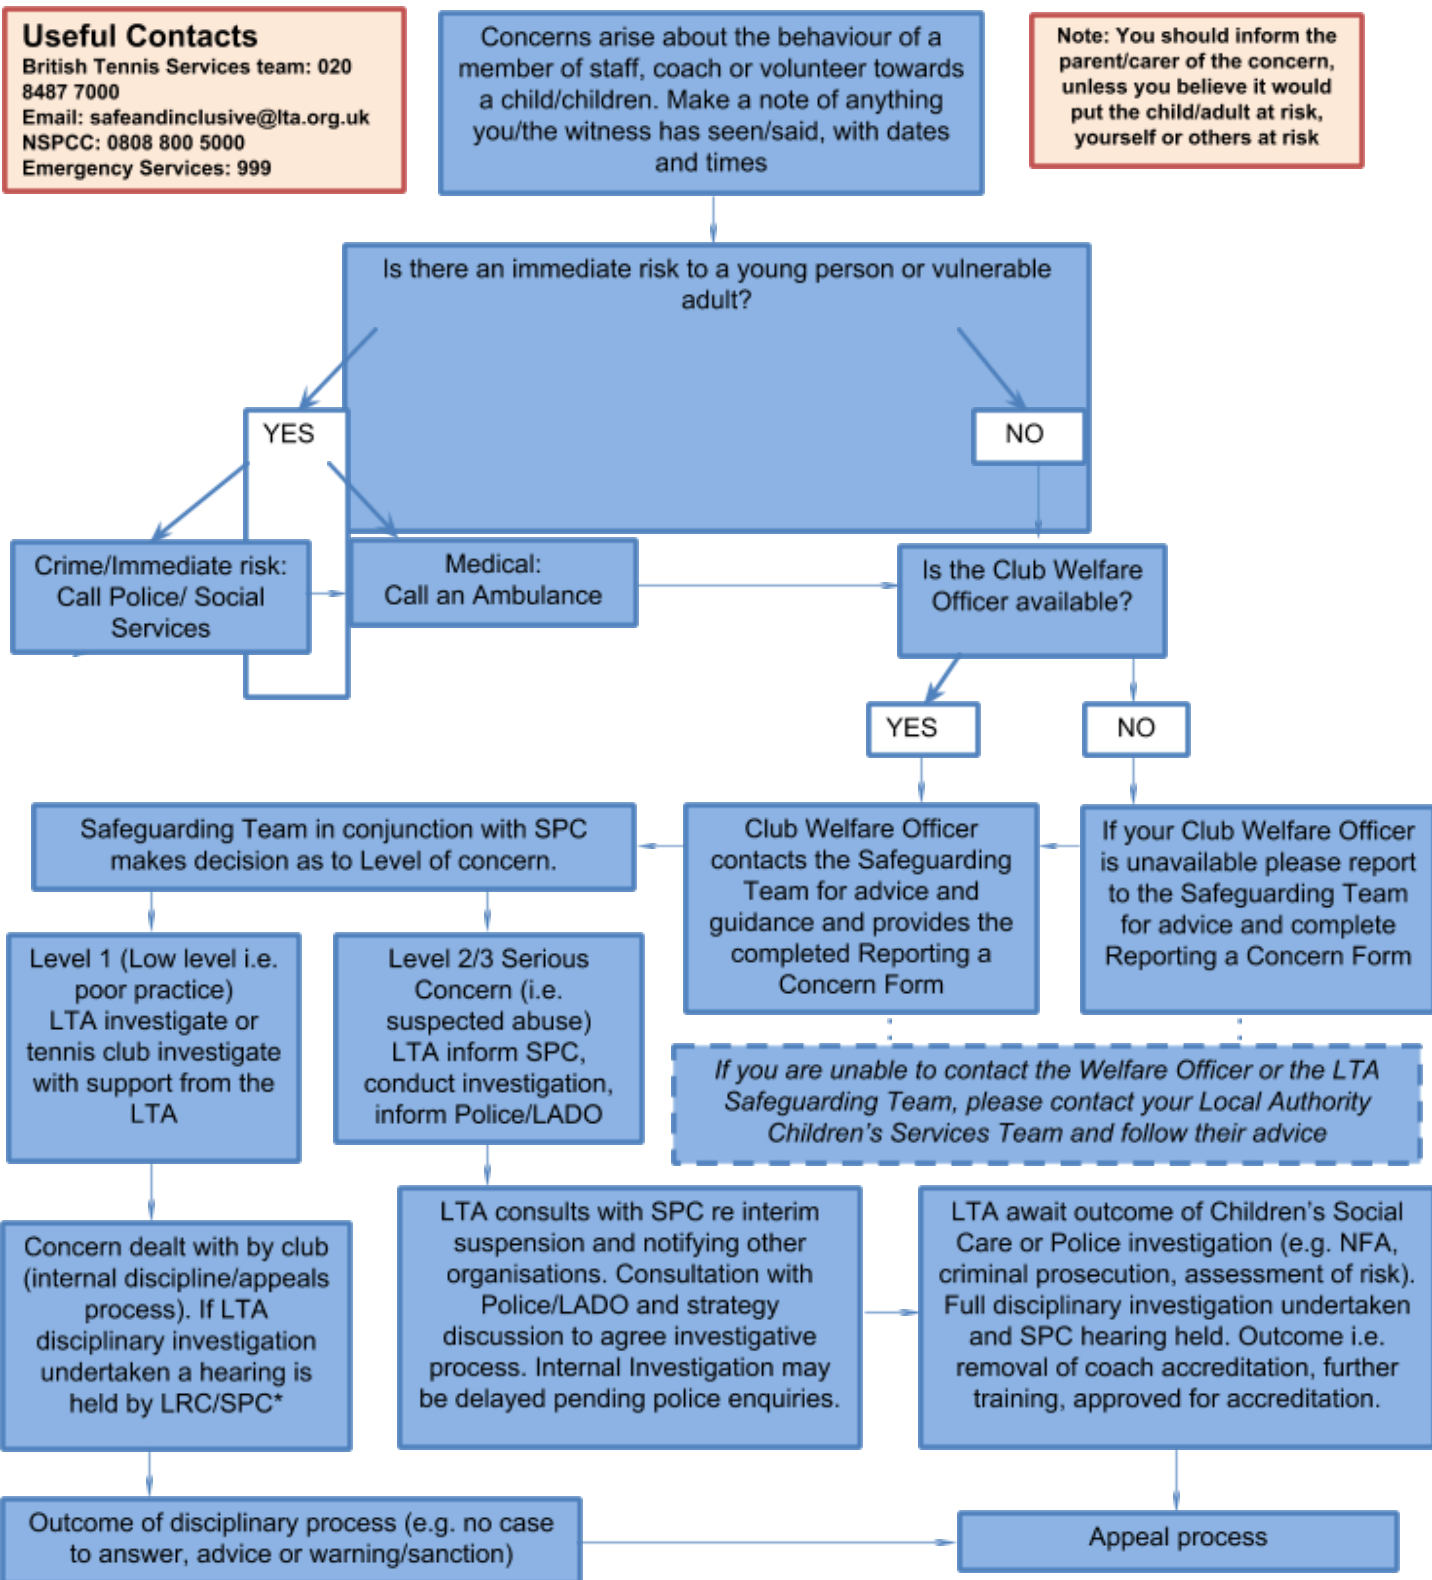 Useful Contacts
British Tennis Services team: 020
8487 7000
Email: safeandinclusive@lta.org.uk
NSPCC: 0808 800 5000
Emergency Services: 999
Concerns arise about the behaviour of a
member of staff, coach or volunteer towards
a child/children. Make a note of anything
you/the witness has seen/said, with dates
and times
Note: You should inform the
parent/carer of the concern,
unless you believe it would
put the child/adult at risk,
yourself or others at risk
Is there an immediate risk to a young person or vulnerable
adult?
YES
NO
Crime/Immediate risk:
Call Police/ Social
Services
Medical:
Call an Ambulance
Is the Club Welfare
Officer available?
YES
NO
Safeguarding Team in conjunction with SPC
makes decision as to Level of concern.
Club Welfare Officer
contacts the Safeguarding
Team for advice and
guidance and provides the
completed Reporting a
Concern Form
If your Club Welfare Officer
is unavailable please report
to the Safeguarding Team
for advice and complete
Reporting a Concern Form
Level 1 (Low level i.e.
poor practice)
LTA investigate or
tennis club investigate
with support from the
LTA
Level 2/3 Serious
Concern (i.e.
suspected abuse)
LTA inform SPC,
conduct investigation,
inform Police/LADO
If you are unable to contact the Welfare Officer or the LTA
Safeguarding Team, please contact your Local Authority
Children's Services Team and follow their advice
Concern dealt with by club
(internal discipline/appeals
process). If LTA
disciplinary investigation
undertaken a hearing is
held by LRC/SPC*
LTA consults with SPC re interim
suspension and notifying other
organisations. Consultation with
Police/LADO and strategy
discussion to agree investigative
process. Internal Investigation may
be delayed pending police enquiries.
LTA await outcome of Children's Social
Care or Police investigation (e.g. NFA,
criminal prosecution, assessment of risk).
Full disciplinary investigation undertaken
and SPC hearing held. Outcome i.e.
removal of coach accreditation, further
training, approved for accreditation.
Outcome of disciplinary process (e.g. no case
to answer, advice or warning/sanction)
Appeal process